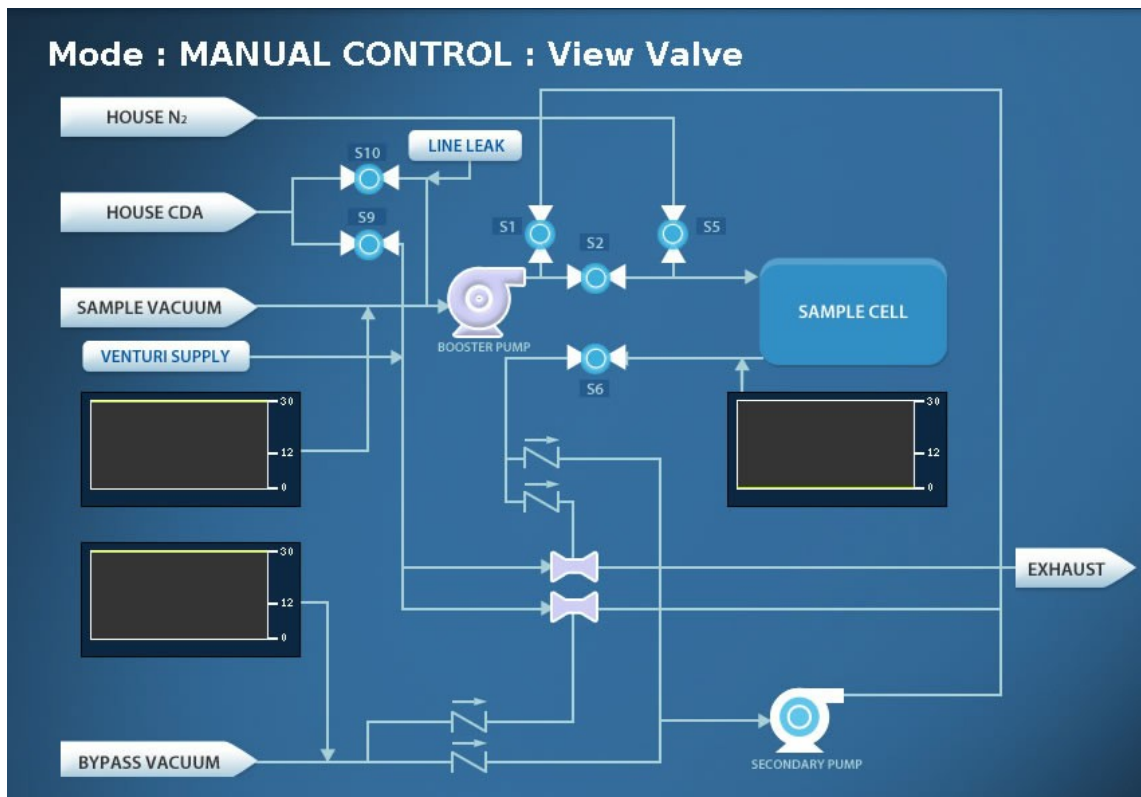 Mode : MANUAL CONTROL : View Valve
HOUSE N₂
S10
LINE LEAK
HOUSE CDA
S9
S1
S2
S5
SAMPLE VACUUM
SAMPLE CELL
BOOSTER PUMP
VENTURI SUPPLY
S6
30
12
0
30
12
0
30
12
0
EXHAUST
BYPASS VACUUM
SECONDARY PUMP